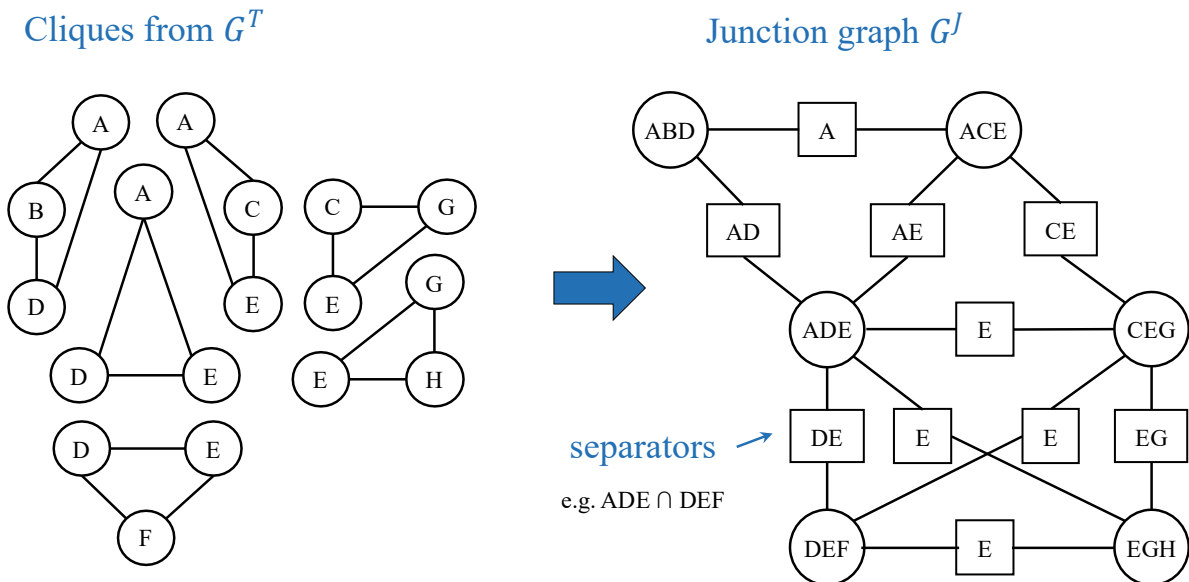 Cliques from G^T
Junction graph G^J
A
A
A
B
C
C
G
D
E
E
G
D
E
E
H
D
E
F
ABD
A
ACE
AD
AE
CE
ADE
E
CEG
separators
DE
E
E
EG
e.g. ADE ∩ DEF
DEF
E
EGH